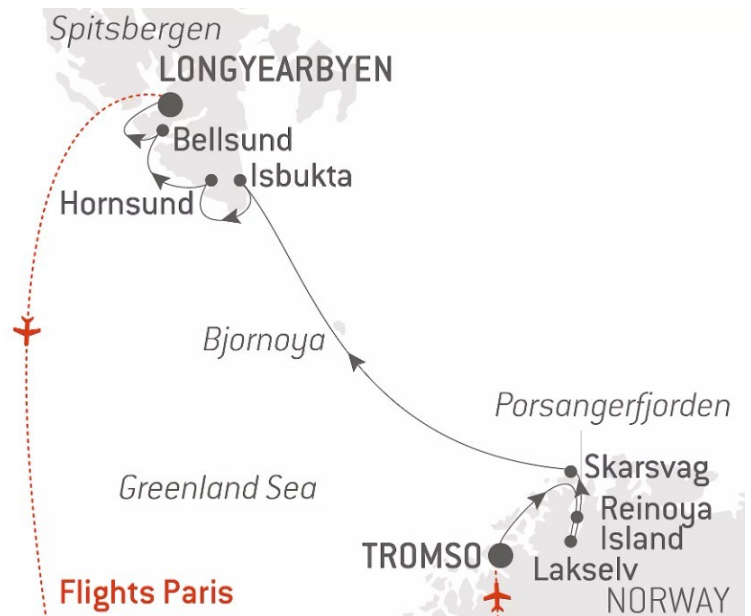 Spitsbergen
LONGYEARBYEN
Bellsund
Isbukta
Hornsund
Bjornoya
Porsangerfjorden
Skarsvag
Greenland Sea
Reinoya
Island
TROMSO
Lakselv
Flights Paris
NORWAY